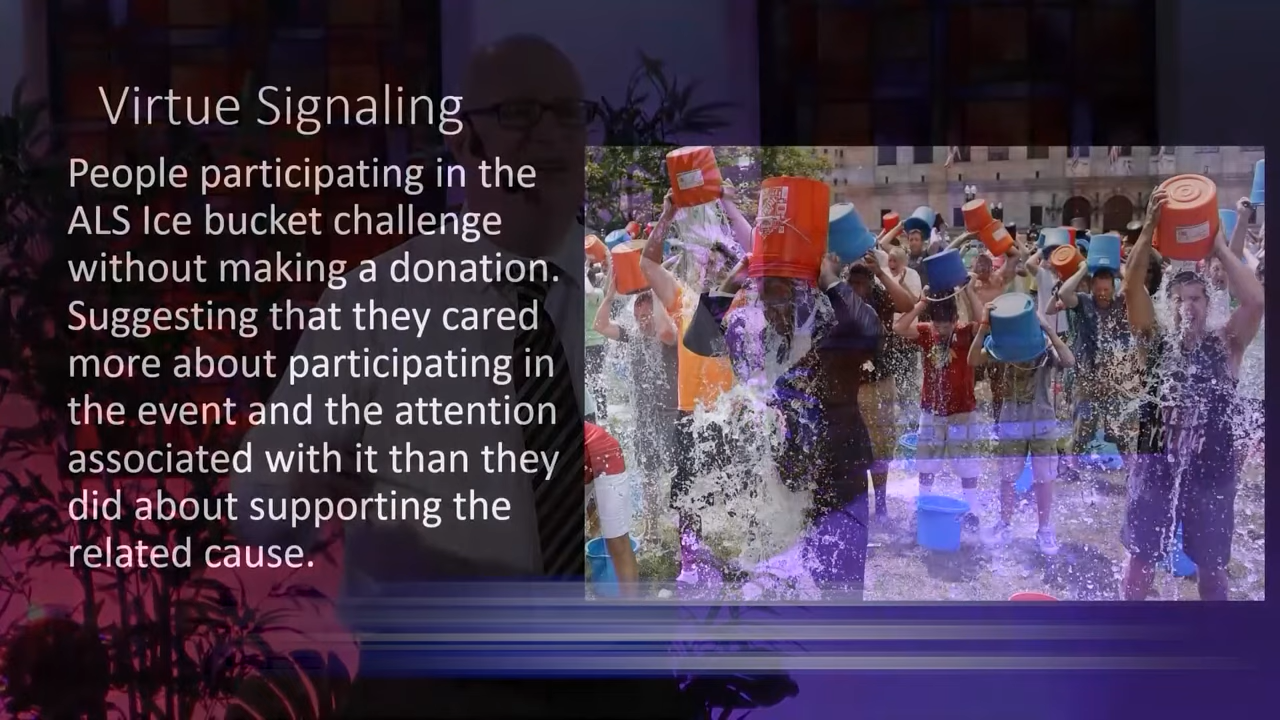 Virtue Signaling
People participating in the
ALS Ice bucket challenge
without making a donation.
Suggesting that they cared
more about participating in
the event and the attention
associated with it than they
did about supporting the
related cause.